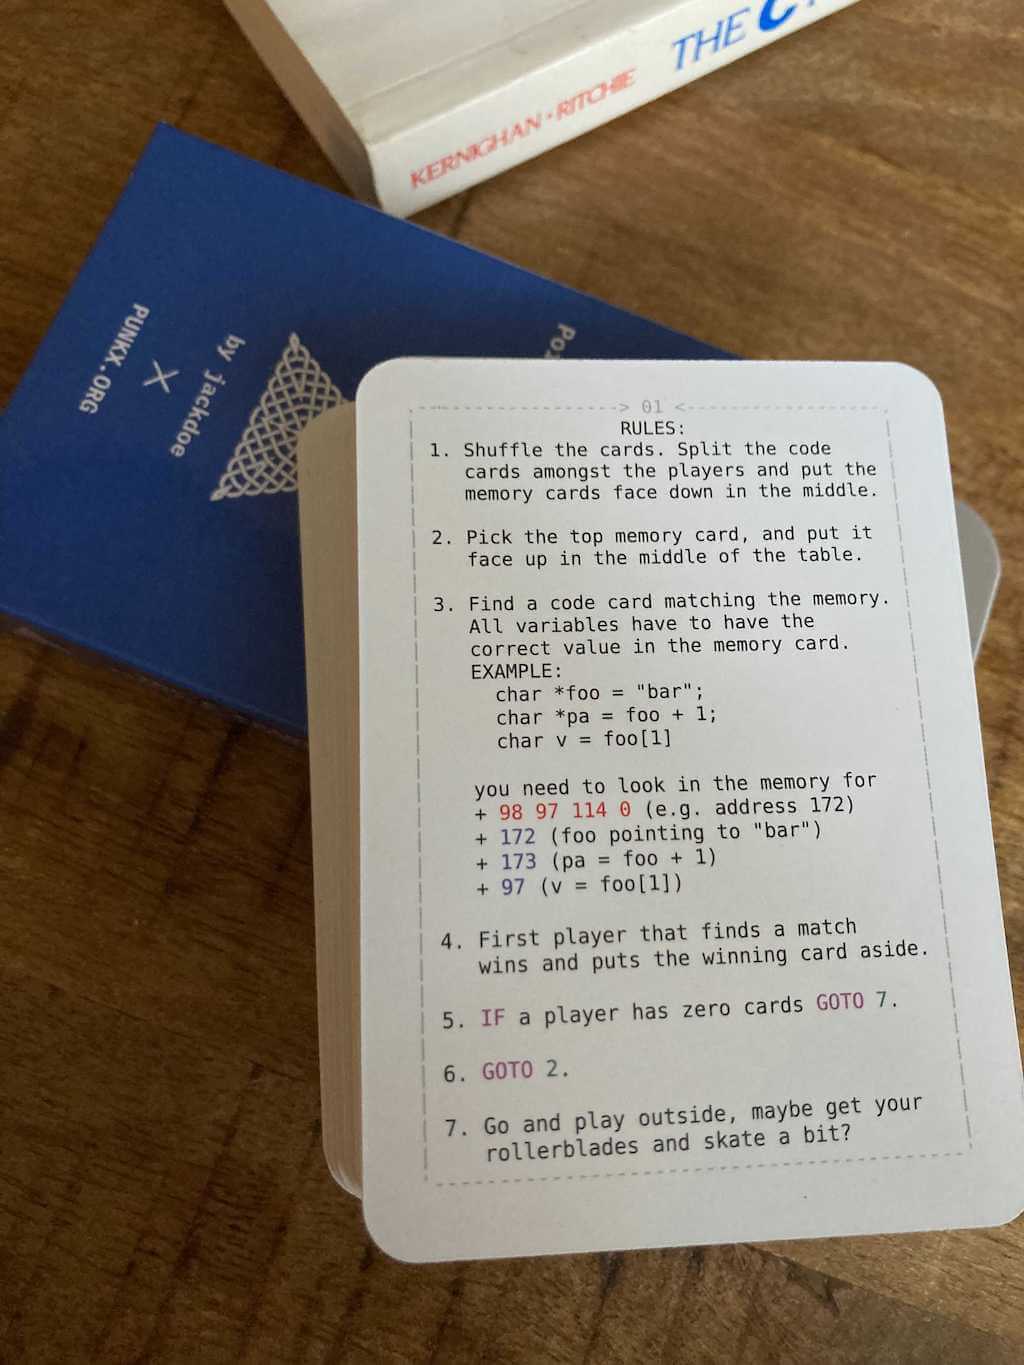 THE C
KERNIGHAN • RITCHIE
PUNKX.ORG
X
by jackdoe
> 01 <
RULES:
1. Shuffle the cards. Split the code
cards amongst the players and put the
memory cards face down in the middle.
2. Pick the top memory card, and put it
face up in the middle of the table.
3. Find a code card matching the memory.
All variables have to have the
correct value in the memory card.
EXAMPLE:
char *foo = "bar";
char *pa = foo + 1;
char v = foo[1]
you need to look in the memory for
+ 98 97 114 0 (e.g. address 172)
+ 172 (foo pointing to "bar")
+ 173 (pa = foo + 1)
+ 97 (v = foo[1])
4. First player that finds a match
wins and puts the winning card aside.
5. IF a player has zero cards GOTO 7.
6. GOTO 2.
7. Go and play outside, maybe get your
rollerblades and skate a bit?